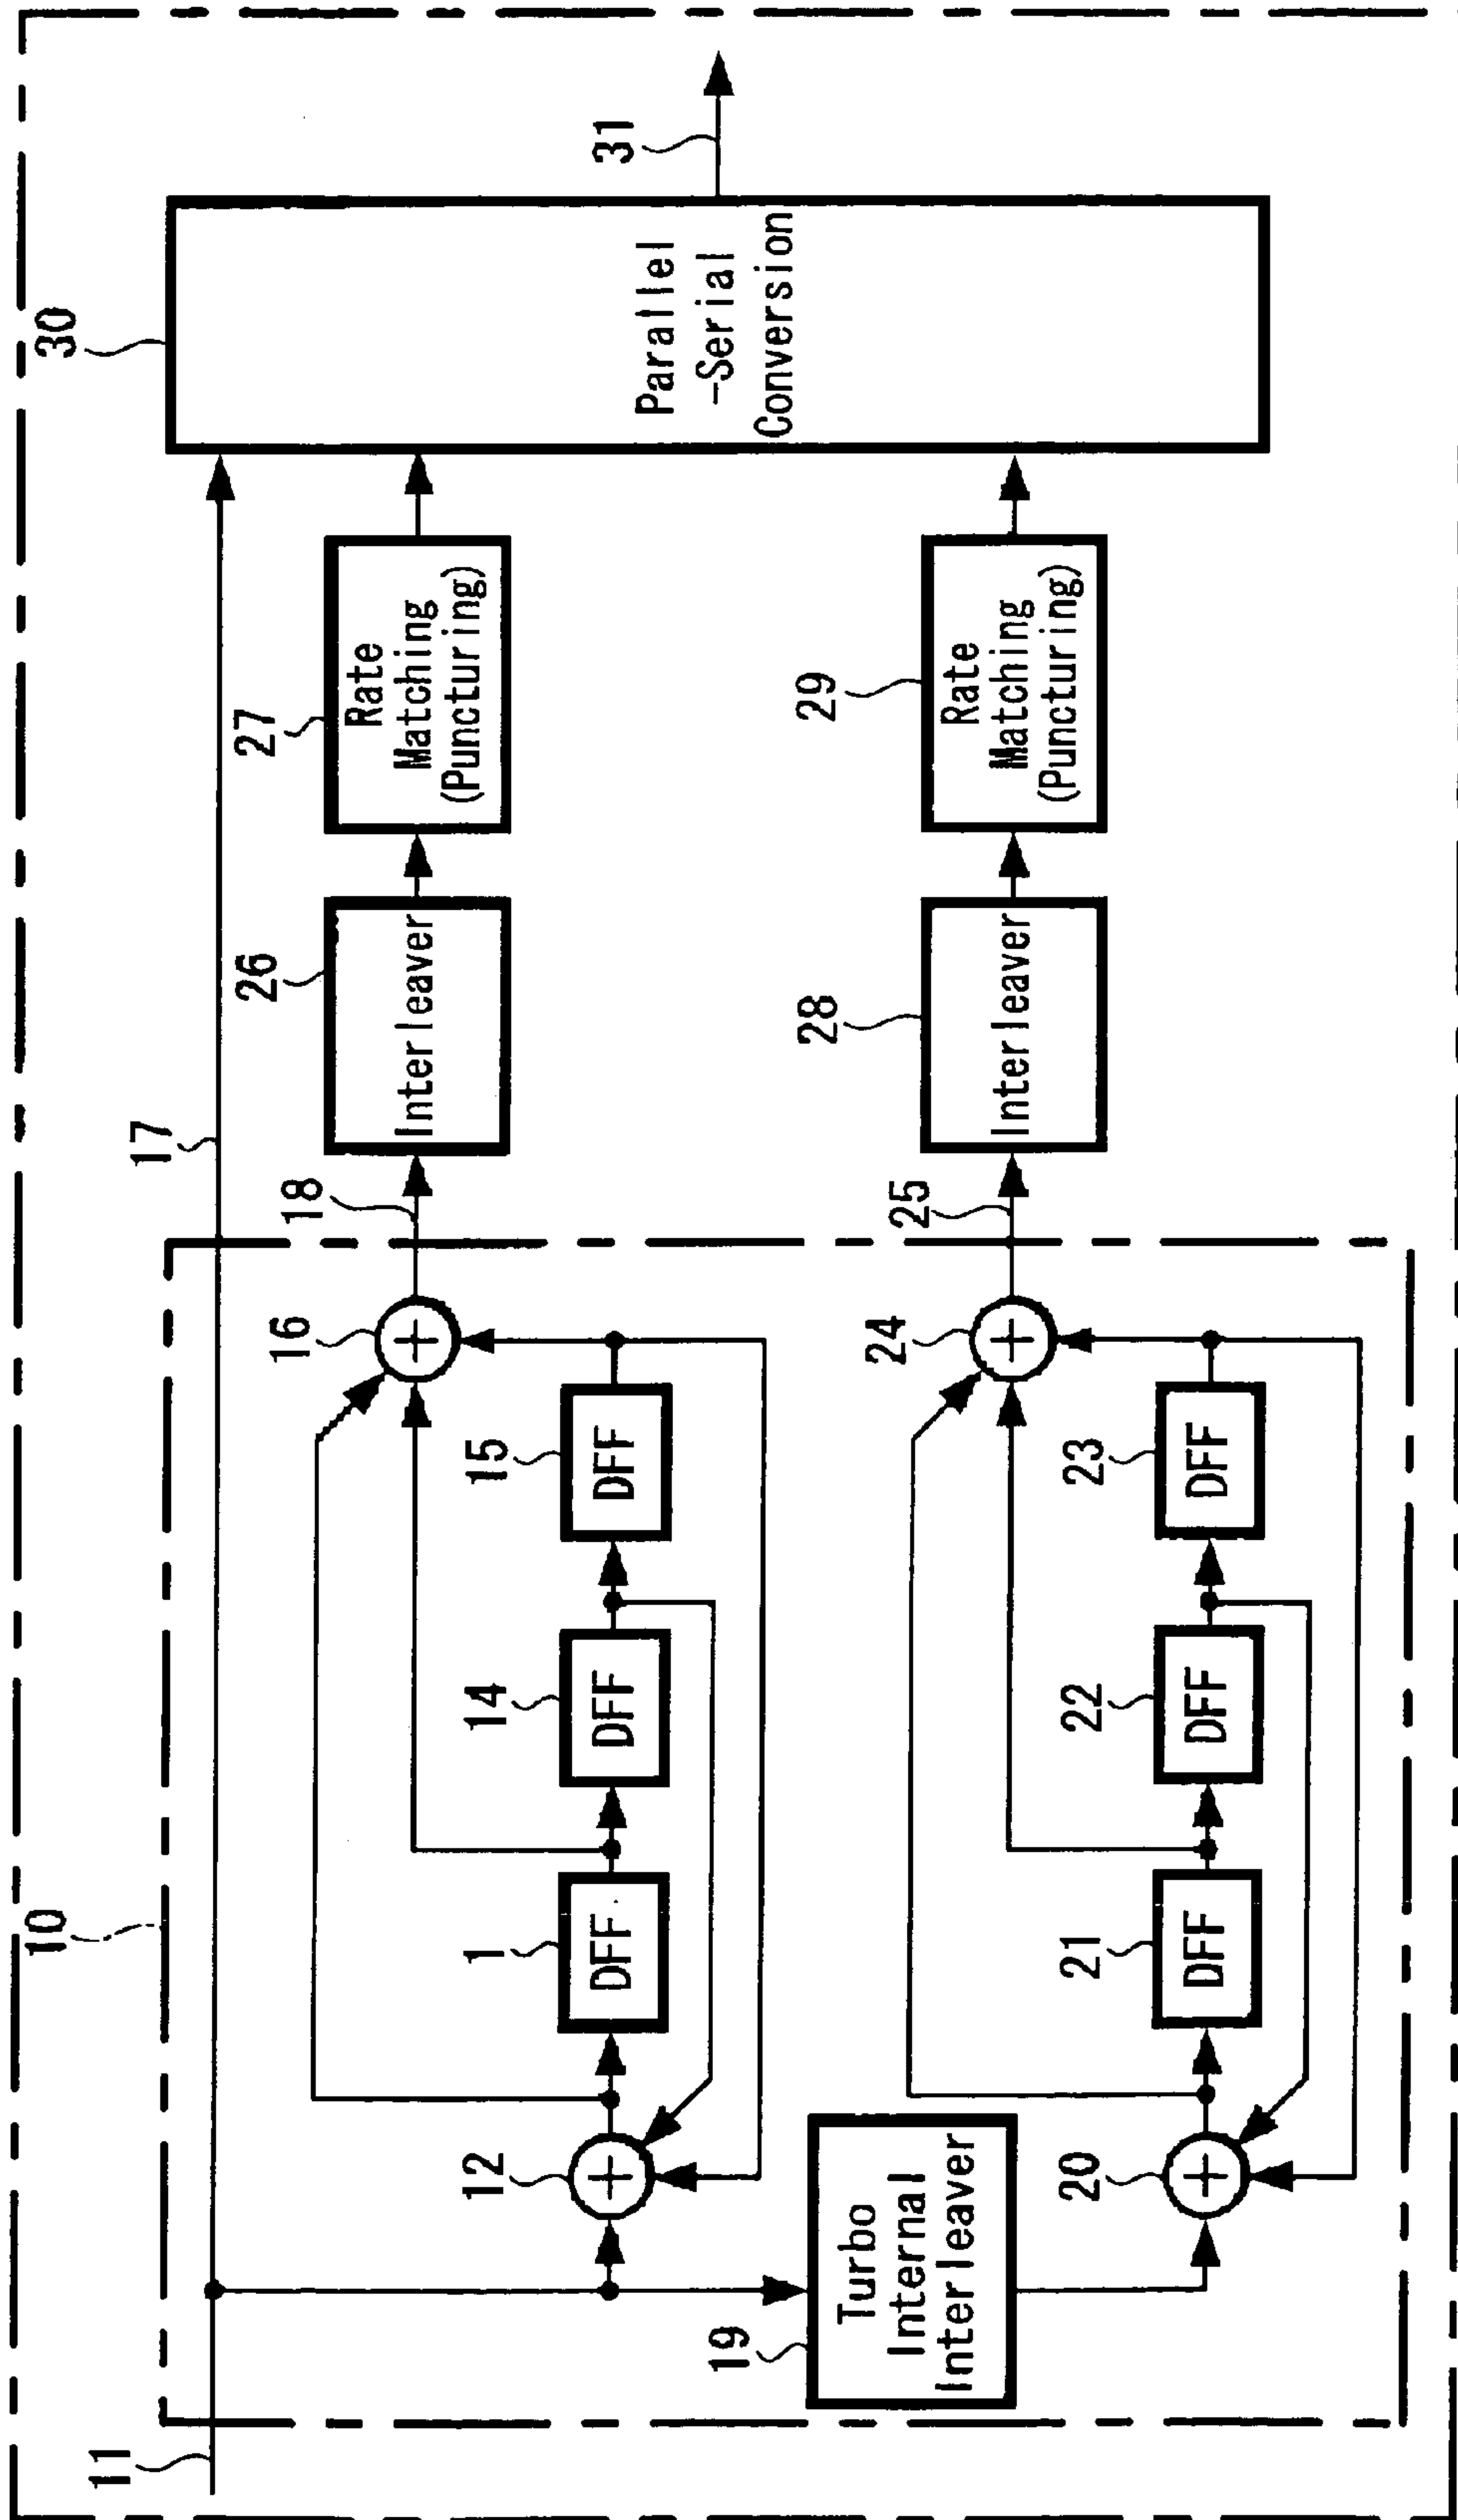 11
10
17
30
12
1
14
15
16
18
26
27
31
DFF
DFF
DFF
Interleaver
Rate
Matching
(Puncturing)
Parallel
-Serial
Conversion
19
Turbo
Internal
Interleaver
20
21
22
23
24
25
28
29
DFF
DFF
DFF
Interleaver
Rate
Matching
(Puncturing)